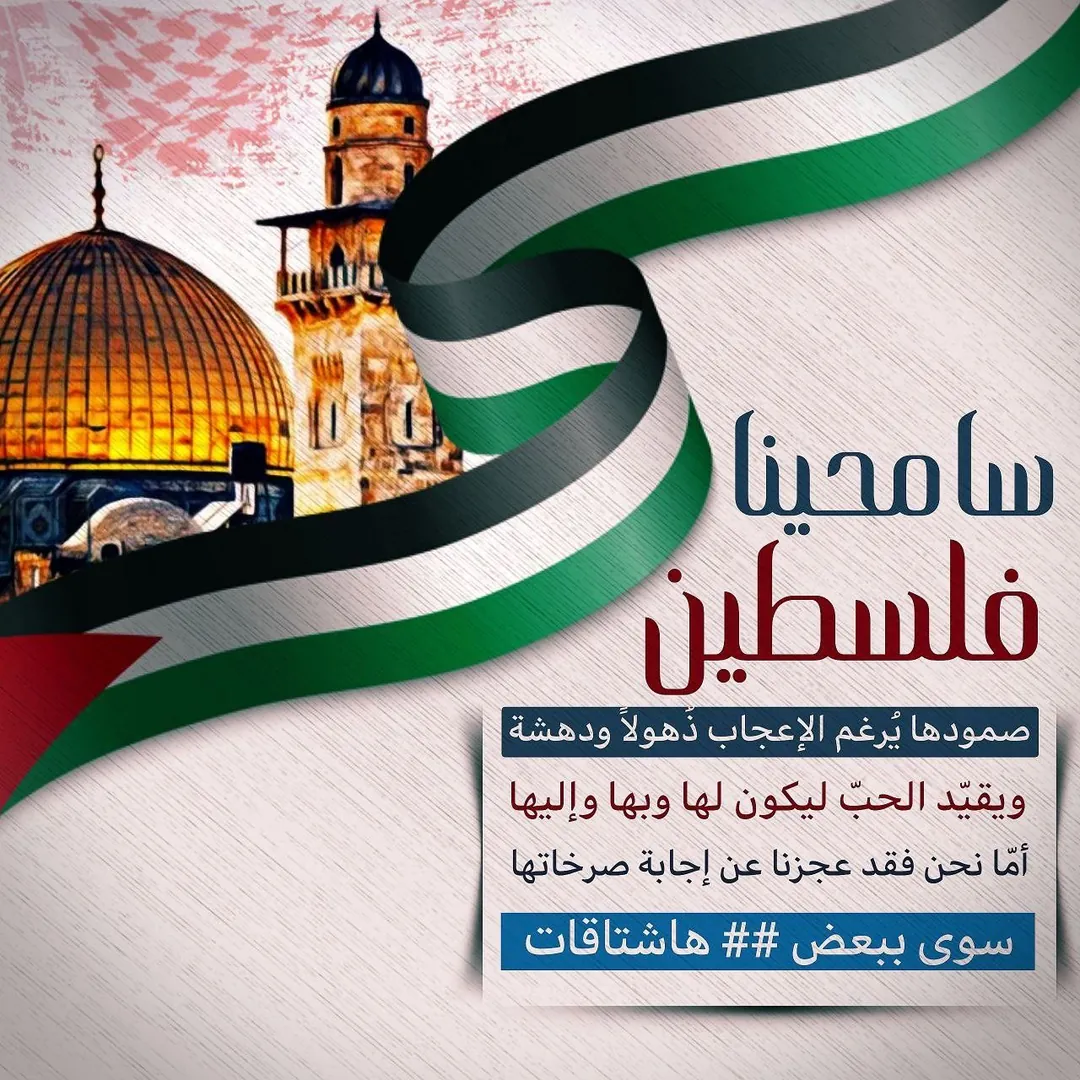 سامحينا
فلسطين
صمودها يُرغم الإعجاب ذُهولاً ودهشة
ويقيّد الحبّ ليكون لها وبها وإليها
أمّا نحن فقد عجزنا عن إجابة صرخاتها
سوى ببعض ## هاشتاقات